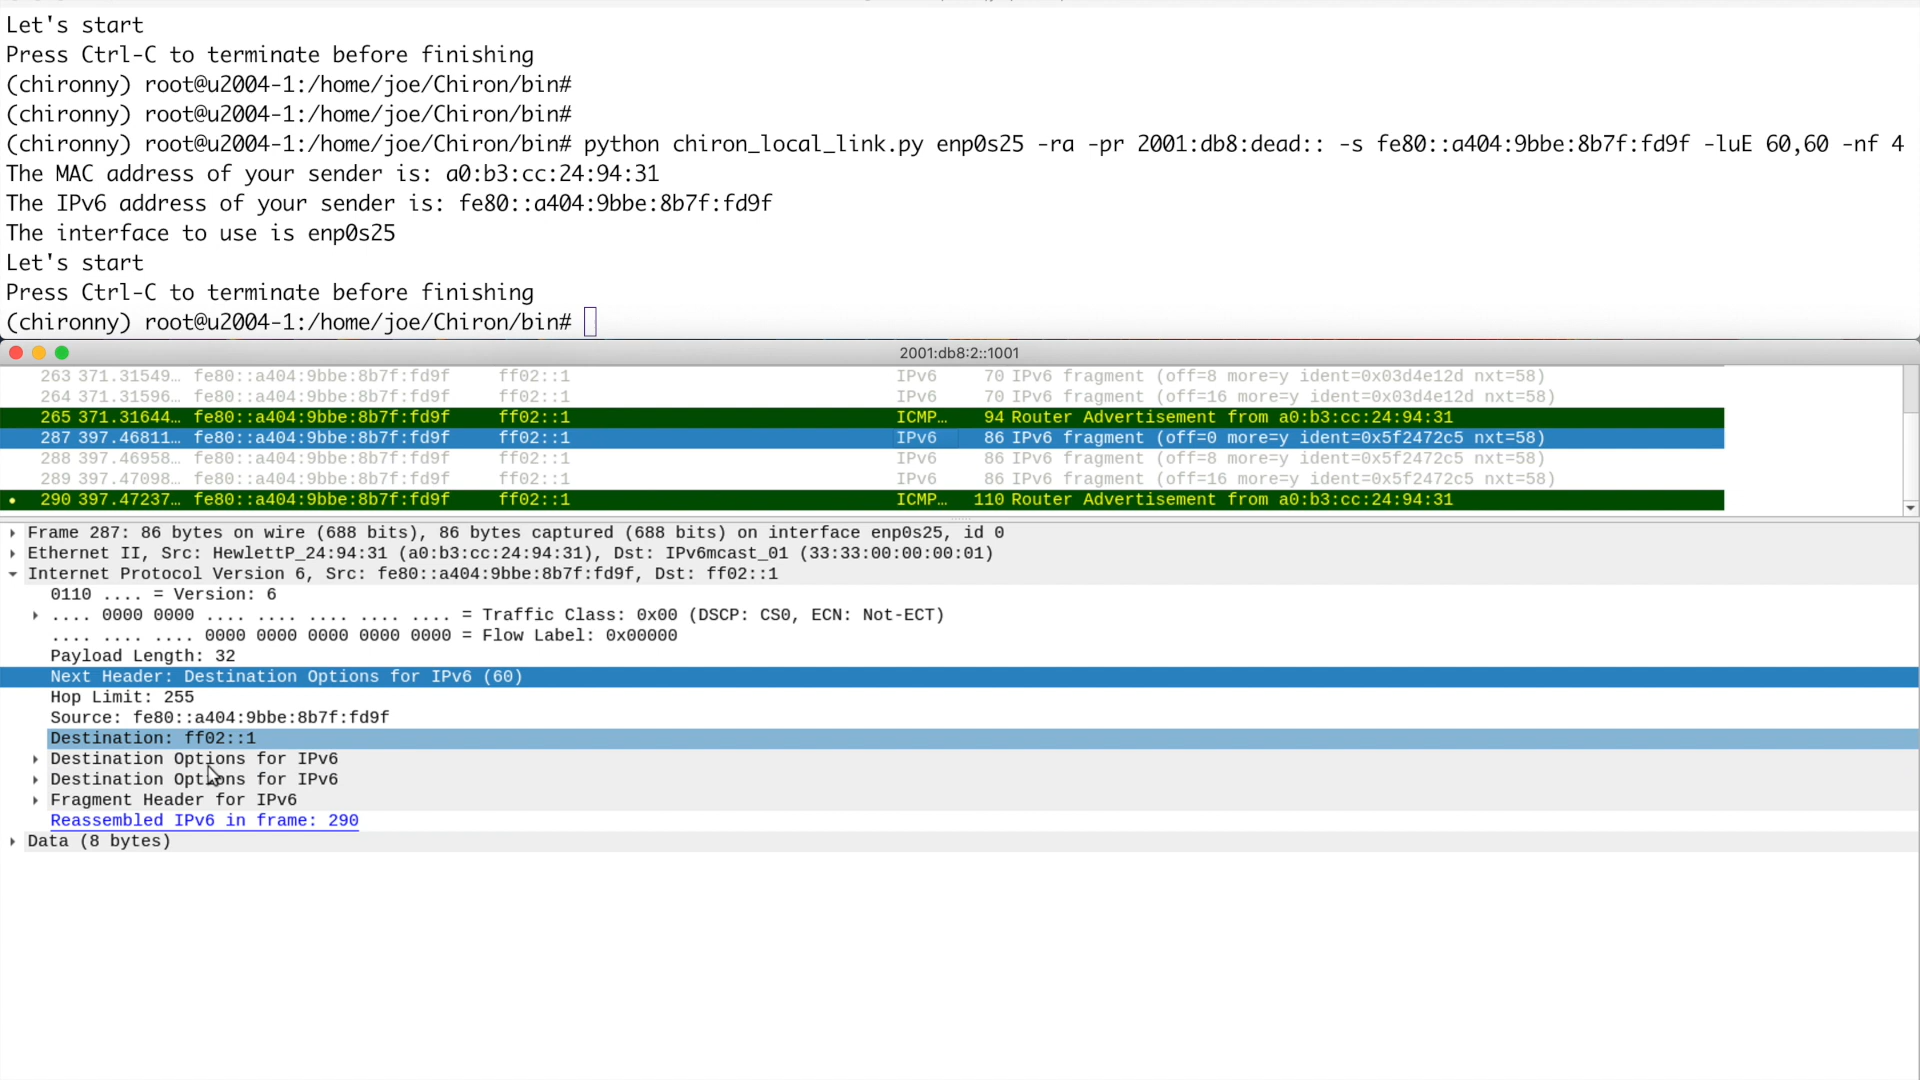 Let's start
Press Ctrl-C to terminate before finishing
(chironny) root@u2004-1:/home/joe/Chiron/bin#
(chironny) root@u2004-1:/home/joe/Chiron/bin#
(chironny) root@u2004-1:/home/joe/Chiron/bin# python chiron_local_link.py enp0s25 -ra -pr 2001:db8:dead:: -s fe80::a404:9bbe:8b7f:fd9f -luE 60,60 -nf 4
The MAC address of your sender is: a0:b3:cc:24:94:31
The IPv6 address of your sender is: fe80::a404:9bbe:8b7f:fd9f
The interface to use is enp0s25
Let's start
Press Ctrl-C to terminate before finishing
(chironny) root@u2004-1:/home/joe/Chiron/bin#
2001:db8:2::1001
263 371.31549… fe80::a404:9bbe:8b7f:fd9f ff02::1 IPv6 70 IPv6 fragment (off=8 more=y ident=0x03d4e12d nxt=58)
264 371.31596… fe80::a404:9bbe:8b7f:fd9f ff02::1 IPv6 70 IPv6 fragment (off=16 more=y ident=0x03d4e12d nxt=58)
265 371.31644… fe80::a404:9bbe:8b7f:fd9f ff02::1 ICMP… 94 Router Advertisement from a0:b3:cc:24:94:31
287 397.46811… fe80::a404:9bbe:8b7f:fd9f ff02::1 IPv6 86 IPv6 fragment (off=0 more=y ident=0x5f2472c5 nxt=58)
288 397.46958… fe80::a404:9bbe:8b7f:fd9f ff02::1 IPv6 86 IPv6 fragment (off=8 more=y ident=0x5f2472c5 nxt=58)
289 397.47098… fe80::a404:9bbe:8b7f:fd9f ff02::1 IPv6 86 IPv6 fragment (off=16 more=y ident=0x5f2472c5 nxt=58)
290 397.47237… fe80::a404:9bbe:8b7f:fd9f ff02::1 ICMP… 110 Router Advertisement from a0:b3:cc:24:94:31
Frame 287: 86 bytes on wire (688 bits), 86 bytes captured (688 bits) on interface enp0s25, id 0
Ethernet II, Src: HewlettP_24:94:31 (a0:b3:cc:24:94:31), Dst: IPv6mcast_01 (33:33:00:00:00:01)
Internet Protocol Version 6, Src: fe80::a404:9bbe:8b7f:fd9f, Dst: ff02::1
0110 .... = Version: 6
.... 0000 0000 .... .... .... .... .... = Traffic Class: 0x00 (DSCP: CS0, ECN: Not-ECT)
.... .... .... 0000 0000 0000 0000 0000 = Flow Label: 0x00000
Payload Length: 32
Next Header: Destination Options for IPv6 (60)
Hop Limit: 255
Source: fe80::a404:9bbe:8b7f:fd9f
Destination: ff02::1
Destination Options for IPv6
Destination Options for IPv6
Fragment Header for IPv6
Reassembled IPv6 in frame: 290
Data (8 bytes)